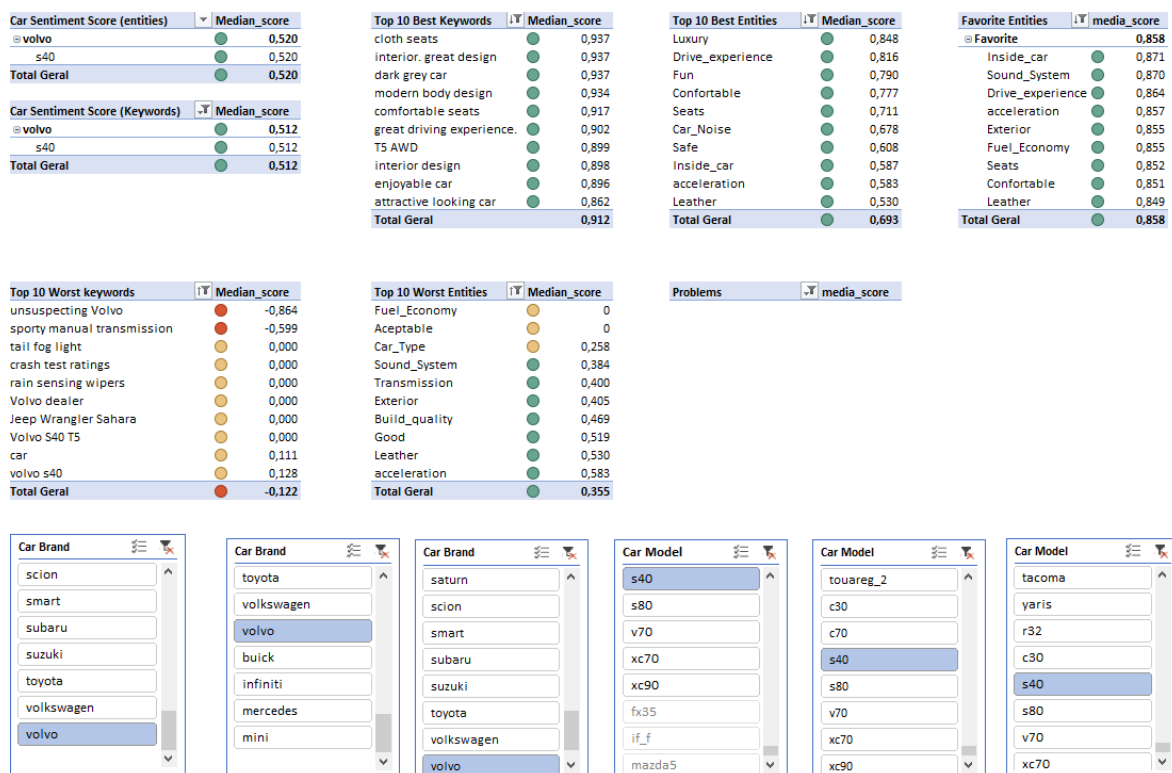 Car Sentiment Score (entities) Median_score
volvo 0,520
s40 0,520
Total Geral 0,520
Car Sentiment Score (Keywords) Median_score
volvo 0,512
s40 0,512
Total Geral 0,512
Top 10 Best Keywords Median_score
cloth seats 0,937
interior. great design 0,937
dark grey car 0,937
modern body design 0,934
comfortable seats 0,917
great driving experience. 0,902
T5 AWD 0,899
interior design 0,898
enjoyable car 0,896
attractive looking car 0,862
Total Geral 0,912
Top 10 Best Entities Median_score
Luxury 0,848
Drive_experience 0,816
Fun 0,790
Confortable 0,777
Seats 0,711
Car_Noise 0,678
Safe 0,608
Inside_car 0,587
acceleration 0,583
Leather 0,530
Total Geral 0,693
Favorite Entities media_score
Favorite 0,858
Inside_car 0,871
Sound_System 0,870
Drive_experience 0,864
acceleration 0,857
Exterior 0,855
Fuel_Economy 0,855
Seats 0,852
Confortable 0,851
Leather 0,849
Total Geral 0,858
Top 10 Worst keywords Median_score
unsuspecting Volvo -0,864
sporty manual transmission -0,599
tail fog light 0,000
crash test ratings 0,000
rain sensing wipers 0,000
Volvo dealer 0,000
Jeep Wrangler Sahara 0,000
Volvo S40 T5 0,000
car 0,111
volvo s40 0,128
Total Geral -0,122
Top 10 Worst Entities Median_score
Fuel_Economy 0
Aceptable 0
Car_Type 0,258
Sound_System 0,384
Transmission 0,400
Exterior 0,405
Build_quality 0,469
Good 0,519
Leather 0,530
acceleration 0,583
Total Geral 0,355
Problems media_score
Car Brand
scion
smart
subaru
suzuki
toyota
volkswagen
volvo
Car Brand
toyota
volkswagen
volvo
buick
infiniti
mercedes
mini
Car Brand
saturn
scion
smart
subaru
suzuki
toyota
volkswagen
volvo
Car Model
s40
s80
v70
xc70
xc90
fx35
if_f
mazda5
Car Model
touareg_2
c30
c70
s40
s80
v70
xc70
xc90
Car Model
tacoma
yaris
r32
c30
s40
s80
v70
xc70